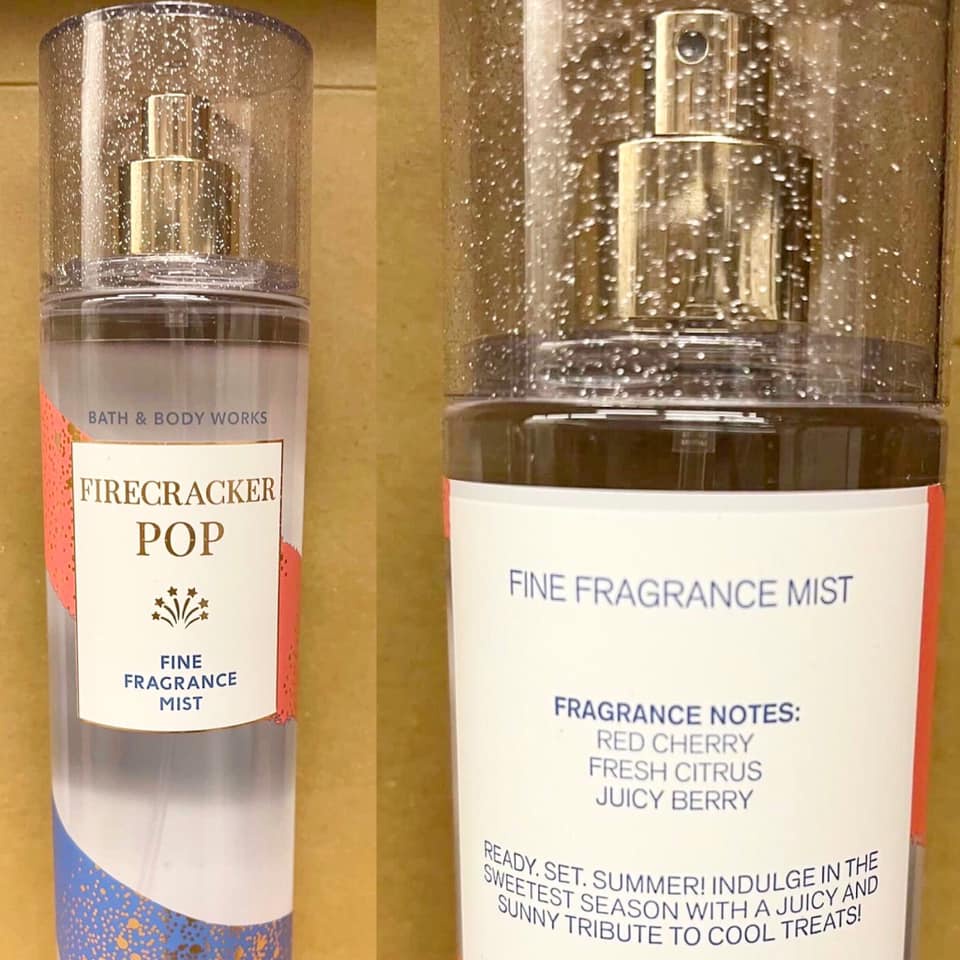 BATH & BODY WORKS
FIRECRACKER
POP
FINE
FRAGRANCE
MIST
FINE FRAGRANCE MIST
FRAGRANCE NOTES:
RED CHERRY
FRESH CITRUS
JUICY BERRY
READY. SET. SUMMER! INDULGE IN THE
SWEETEST SEASON WITH A JUICY AND
SUNNY TRIBUTE TO COOL TREATS!